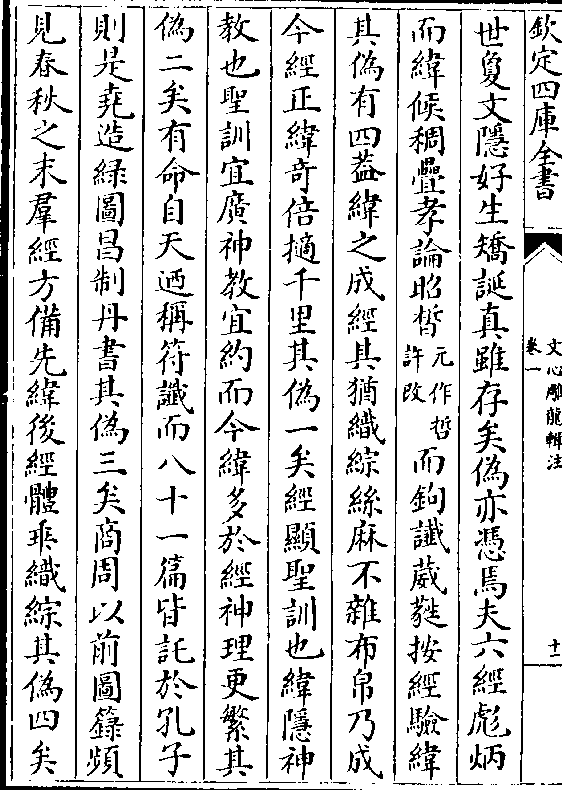 欽定四庫全書
文心雕龍輯注
卷一
十一
世夐文隱好生矯誕真雖存矣偽亦憑焉夫六經彪炳
而緯候稠疊孝論昭晳元作晢許改而鉤讖葳蕤按經驗緯
其偽有四葢緯之成經其猶織綜絲麻不雜布帛乃成
今經正緯奇倍擿千里其偽一矣經顯聖訓也緯隱神
教也聖訓宜廣神教宜約而今緯多於經神理更繁其
偽二矣有命自天迺稱符讖而八十一篇皆託於孔子
則是堯造綠圖昌制丹書其偽三矣商周以前圖籙頻
見春秋之末羣經方備先緯後經體乖織綜其偽四矣